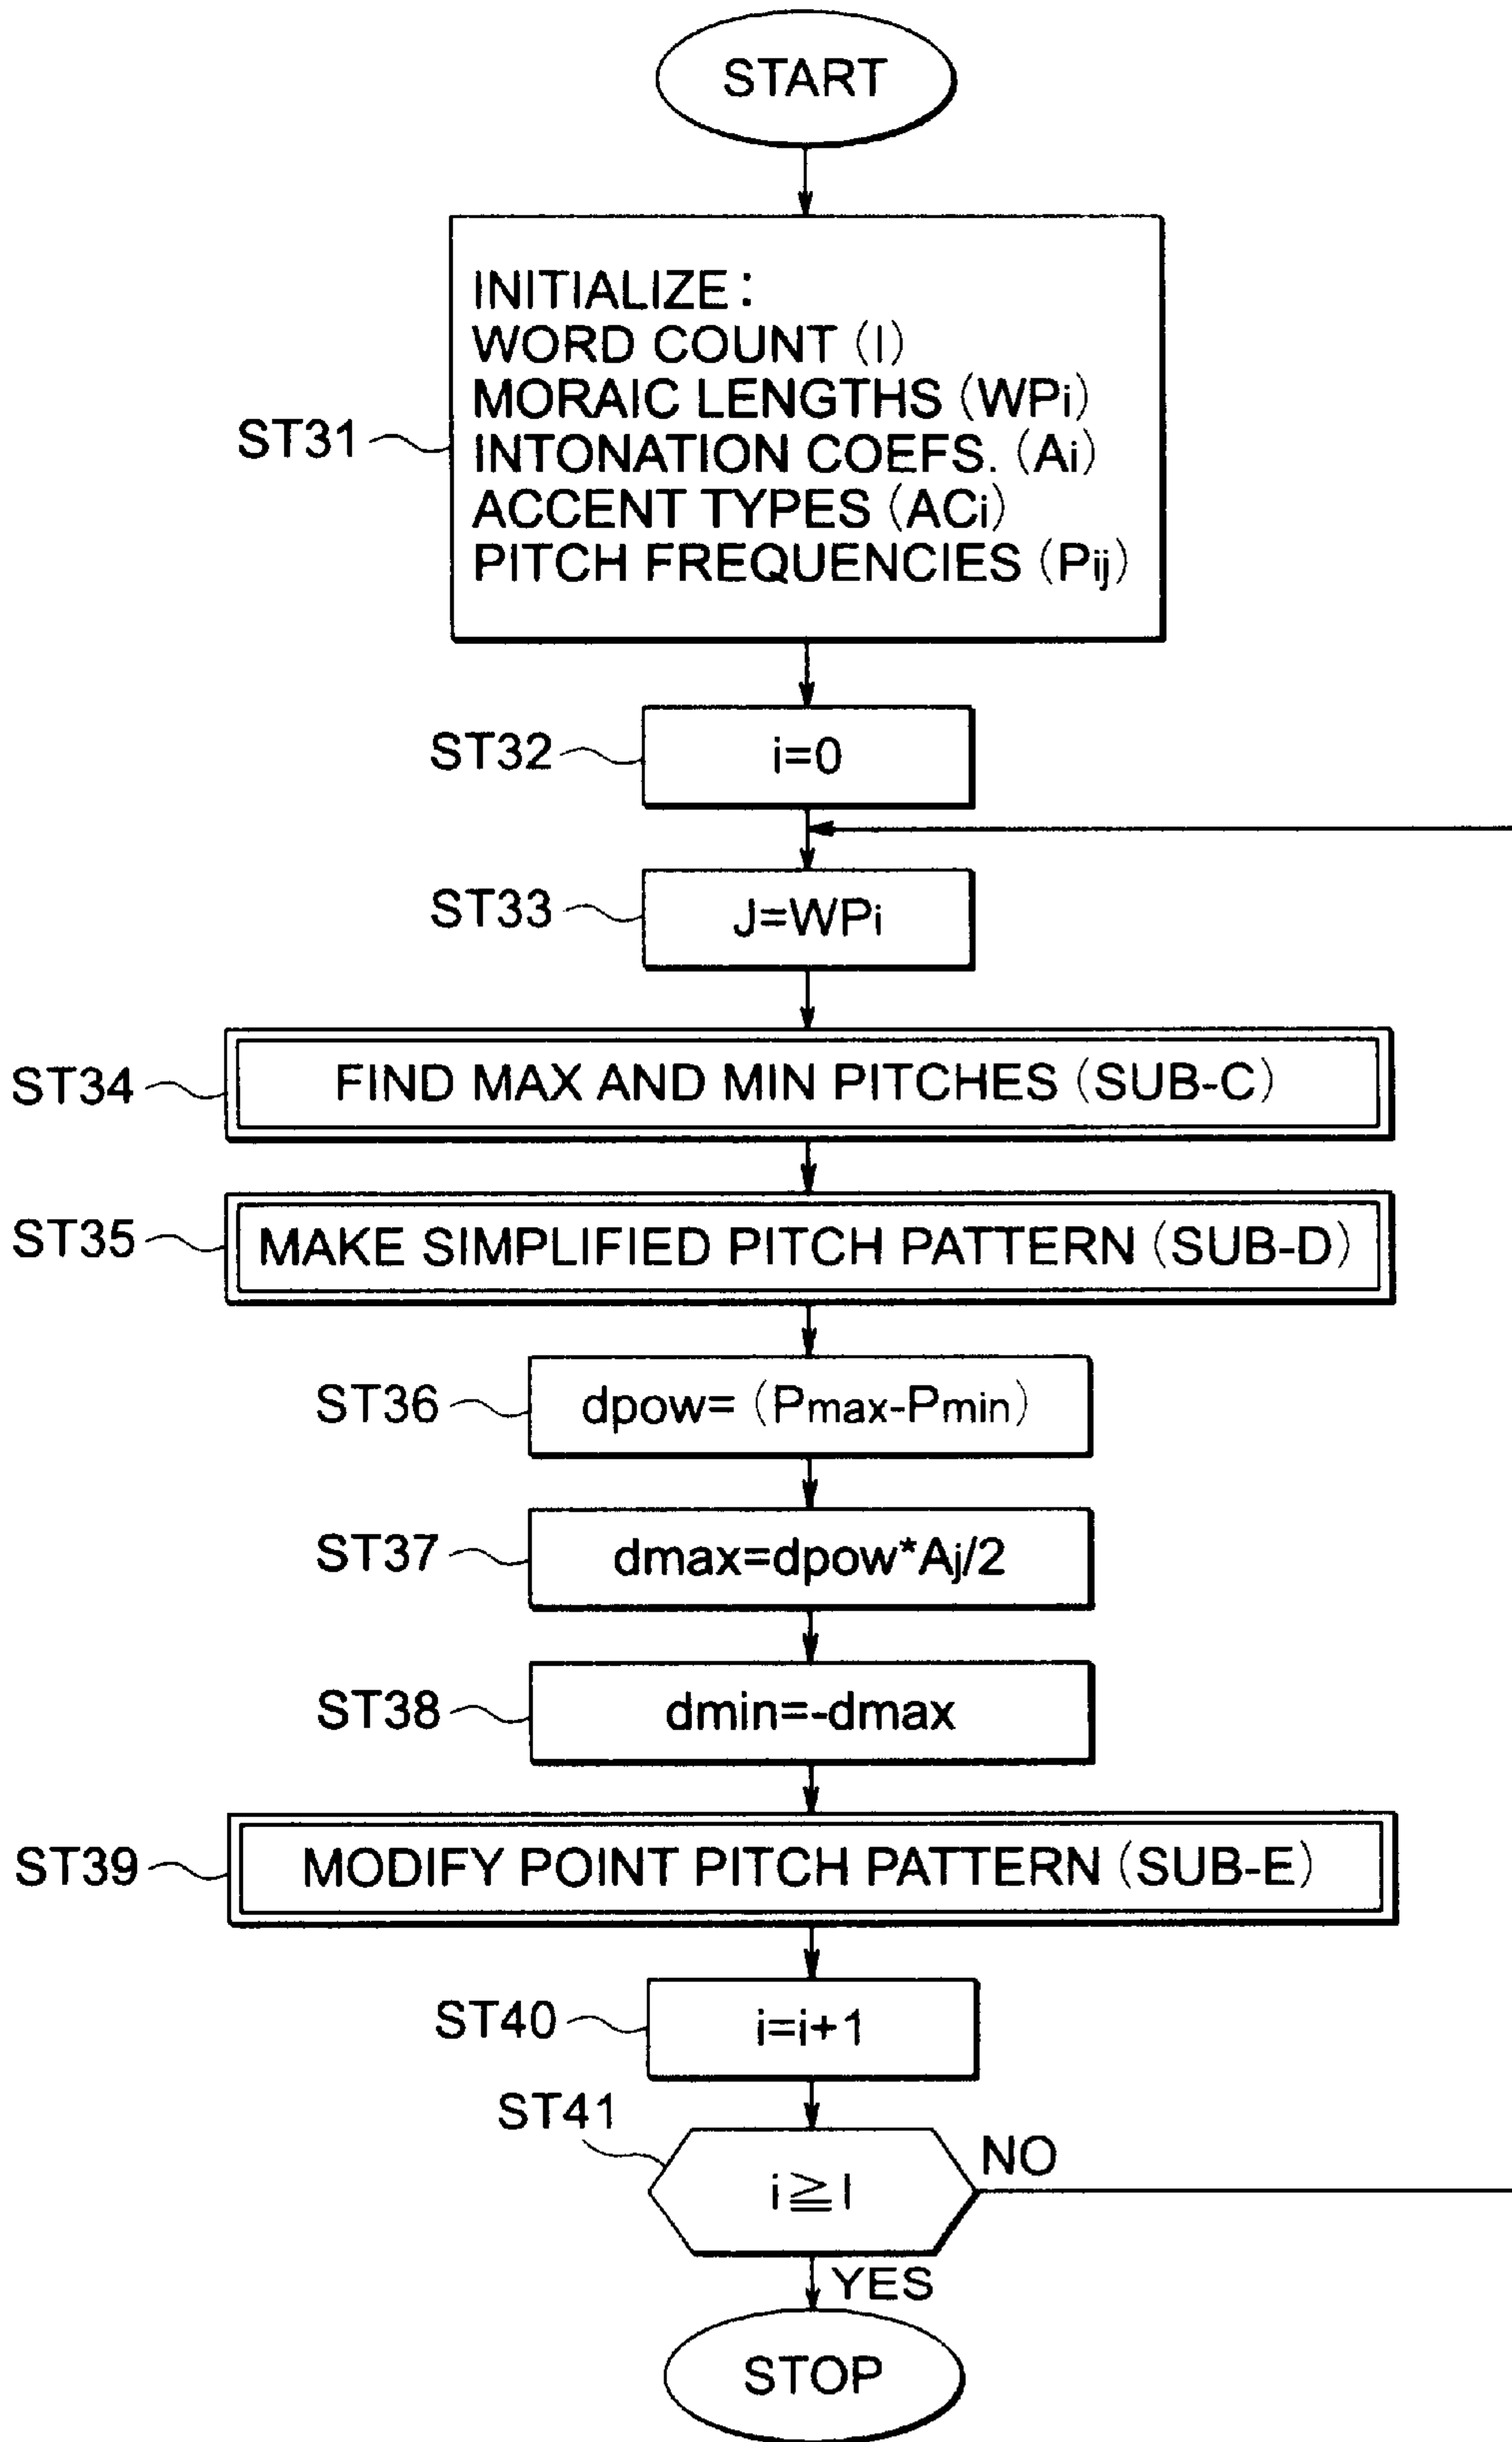 START
INITIALIZE:
WORD COUNT (I)
MORAIC LENGTHS (WPi)
ST31
INTONATION COEFS. (Ai)
ACCENT TYPES (ACi)
PITCH FREQUENCIES (Pij)
ST32
i=0
ST33
J=WPi
ST34
FIND MAX AND MIN PITCHES (SUB-C)
ST35
MAKE SIMPLIFIED PITCH PATTERN (SUB-D)
ST36
dpow= (Pmax-Pmin)
ST37
dmax=dpow*Aj/2
ST38
dmin=-dmax
ST39
MODIFY POINT PITCH PATTERN (SUB-E)
ST40
i=i+1
ST41
i≧I
NO
YES
STOP